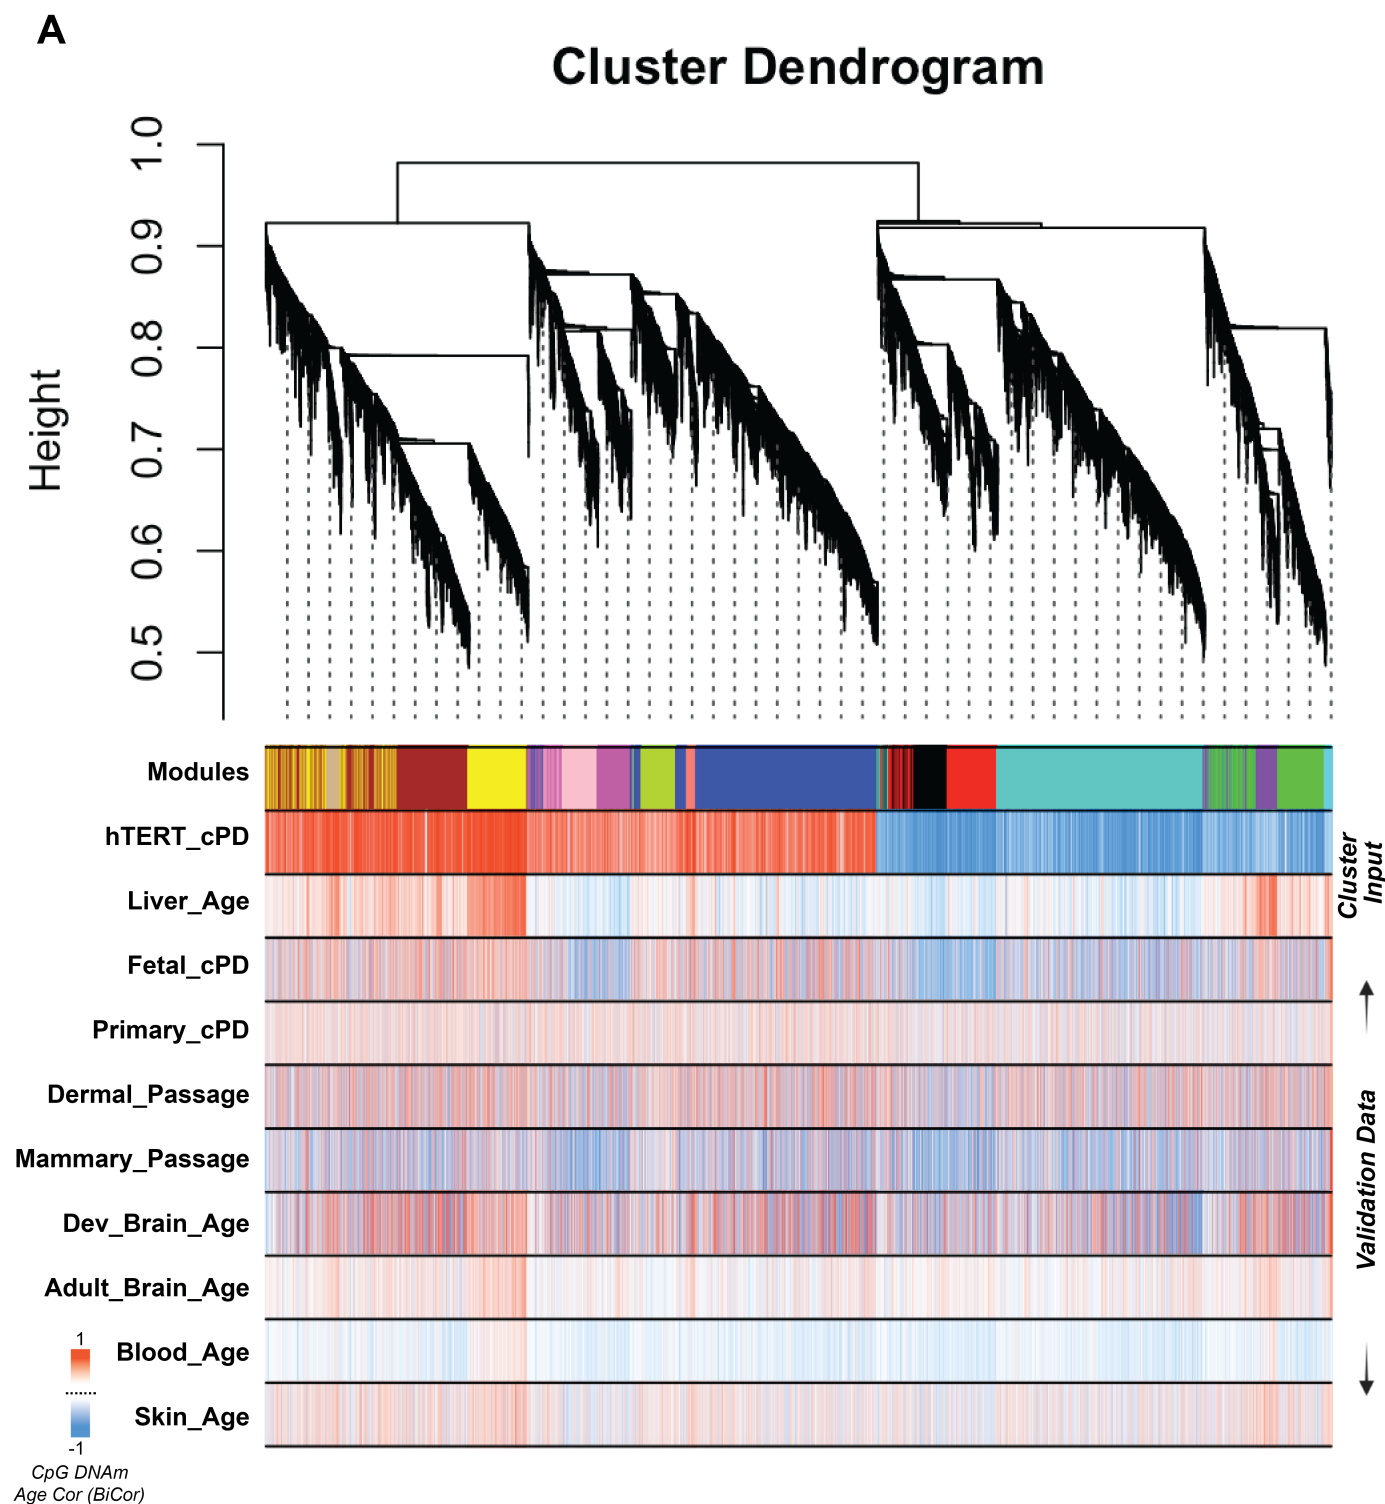 A
Cluster Dendrogram
Height
1.0
0.9
0.8
0.7
0.6
0.5
Modules
hTERT_cPD
Liver_Age
Fetal_cPD
Primary_cPD
Dermal_Passage
Mammary_Passage
Dev_Brain_Age
Adult_Brain_Age
Blood_Age
Skin_Age
Cluster
Input
Validation Data
1
-1
CpG DNAm
Age Cor (BiCor)